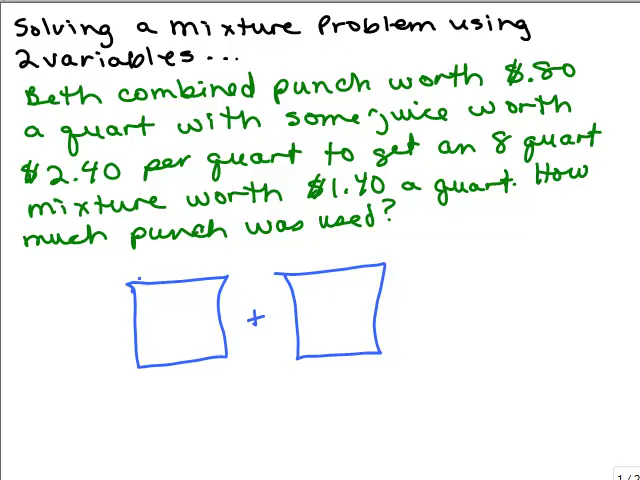 Solving a mixture Problem using
2 variables...
Beth combined punch worth $.80
a quart with some juice worth
$2.40 per quart to get an 8 quart
mixture worth $1.40 a quart. How
much punch was used?
+